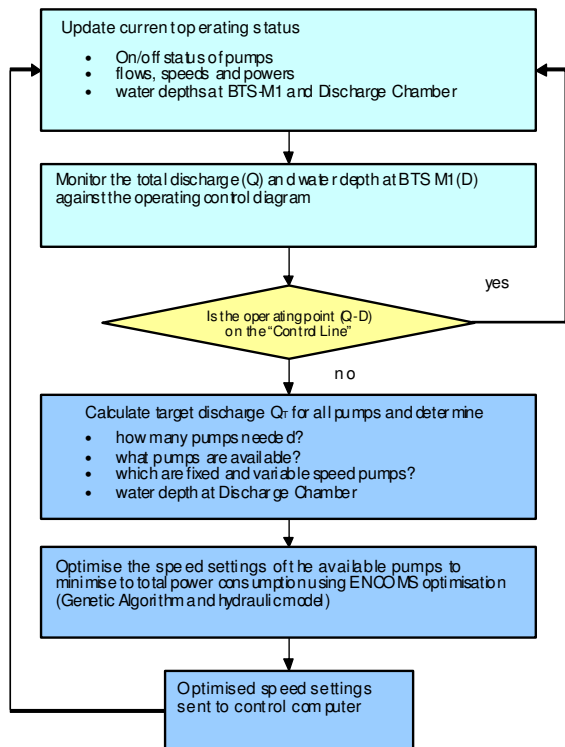 Update current operating status
• On/off status of pumps
• flows, speeds and powers
• water depths at BTS-M1 and Discharge Chamber
Monitor the total discharge (Q) and water depth at BTS M1(D)
against the operating control diagram
yes
Is the operating point (Q-D)
on the "Control Line"
no
Calculate target discharge QT for all pumps and determine
• how many pumps needed?
• what pumps are available?
• which are fixed and variable speed pumps?
• water depth at Discharge Chamber
Optimise the speed settings of the available pumps to
minimise to total power consumption using ENCOMS optimisation
(Genetic Algorithm and hydraulic model)
Optimised speed settings
sent to control computer